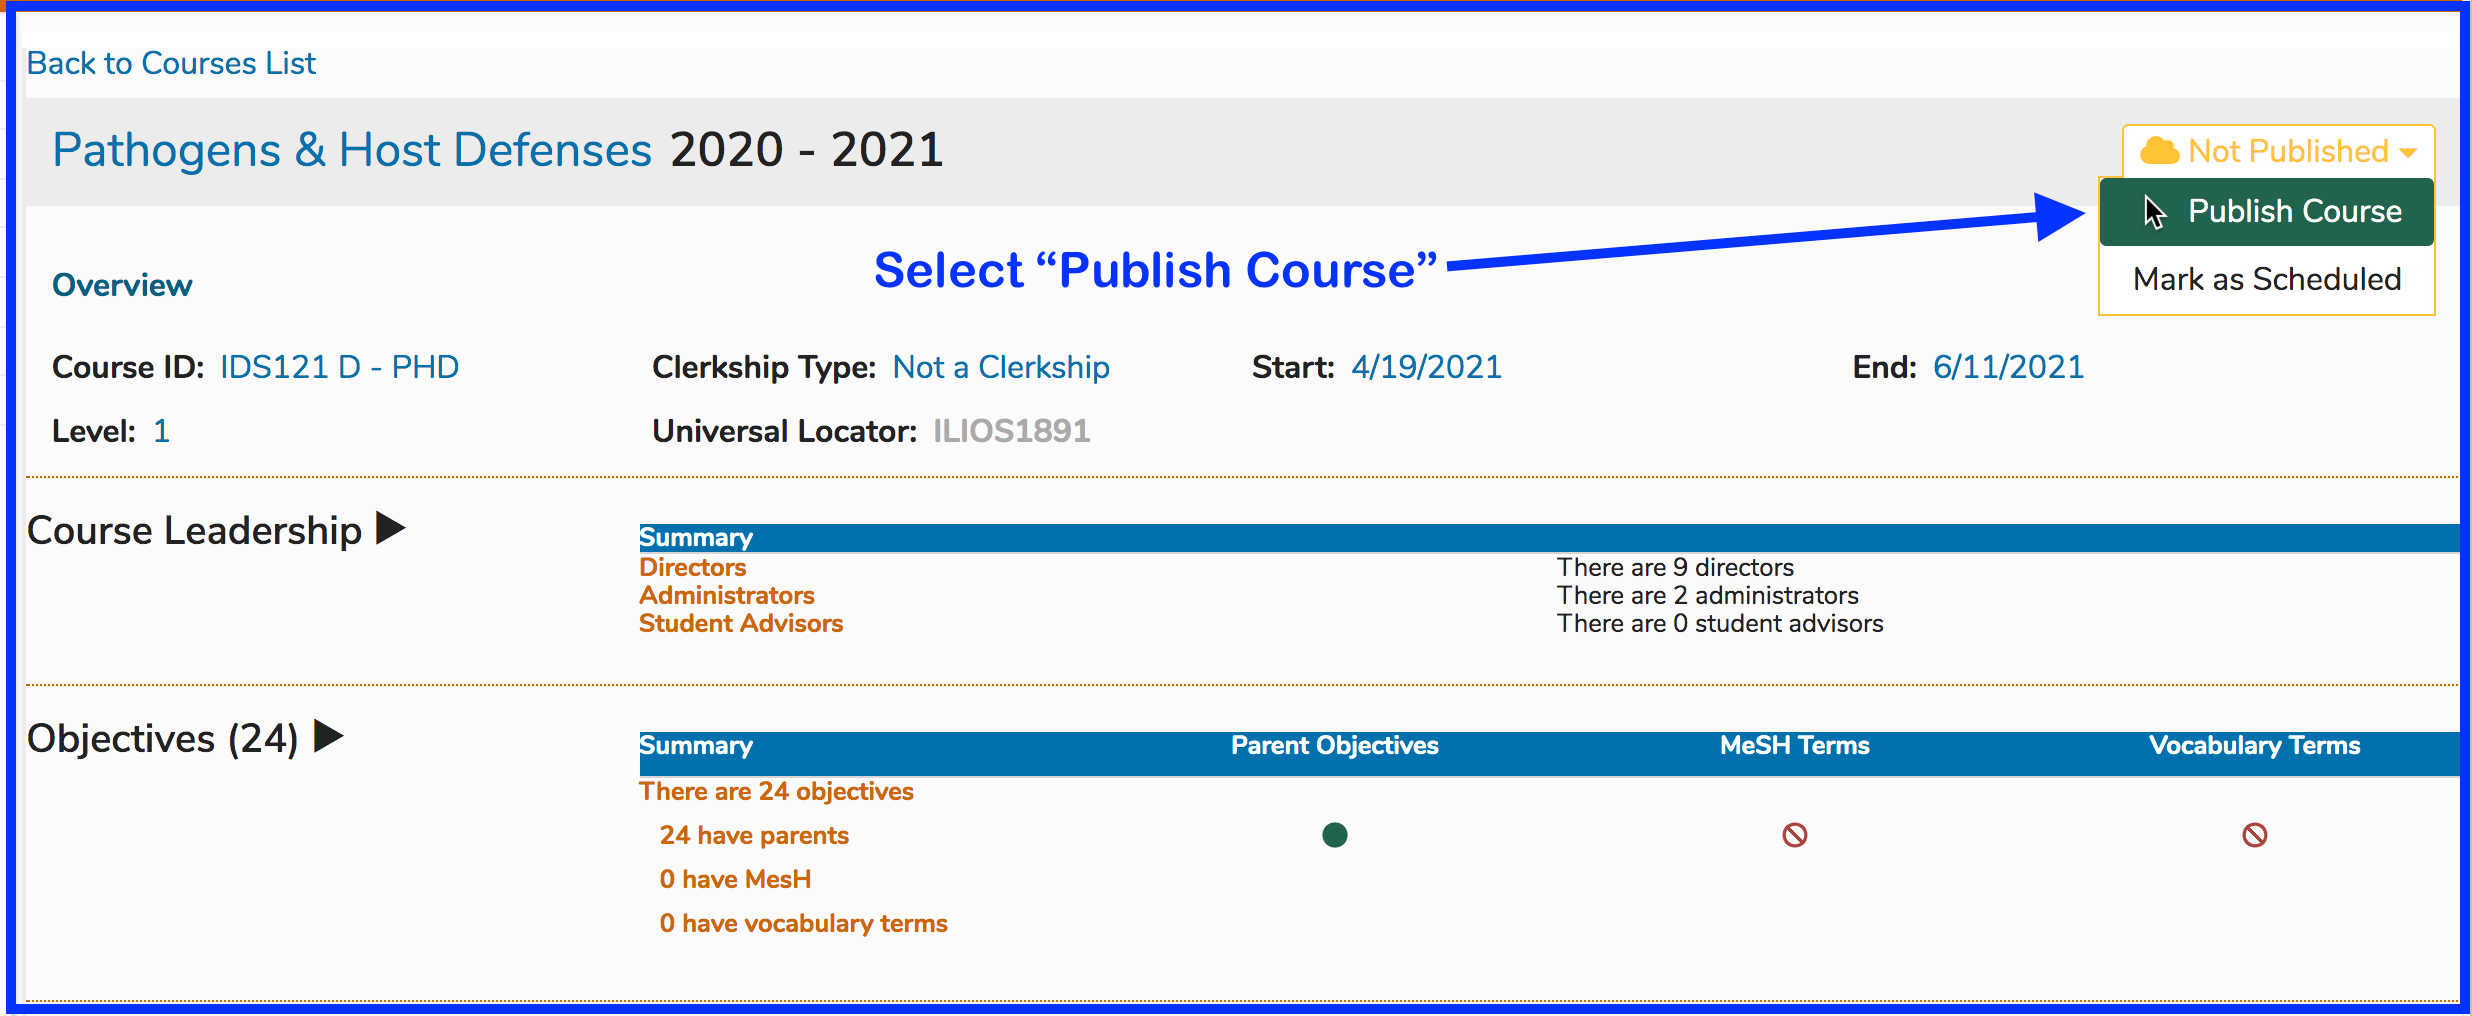 Back to Courses List
Pathogens & Host Defenses 2020 - 2021
Not Published
Publish Course
Mark as Scheduled
Select “Publish Course”
Overview
Course ID: IDS121 D - PHD
Clerkship Type: Not a Clerkship
Start: 4/19/2021
End: 6/11/2021
Level: 1
Universal Locator: ILIOS1891
Course Leadership
Summary
Directors There are 9 directors
Administrators There are 2 administrators
Student Advisors There are 0 student advisors
Objectives (24)
Summary Parent Objectives MeSH Terms Vocabulary Terms
There are 24 objectives
24 have parents
0 have MesH
0 have vocabulary terms